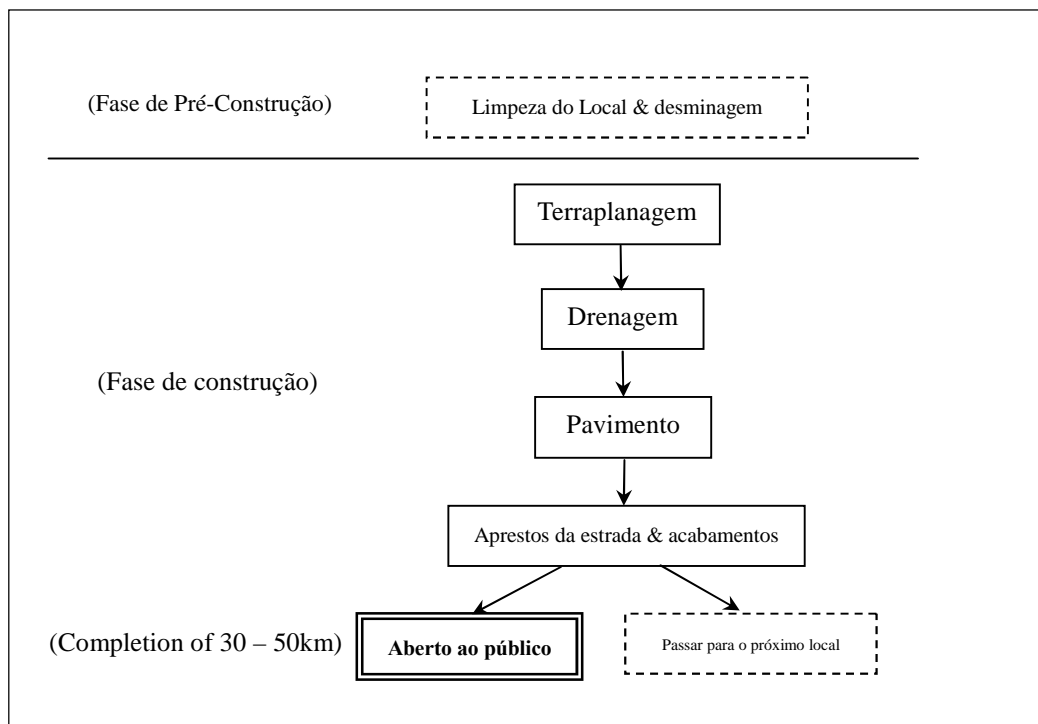 (Fase de Pré-Construção)
Limpeza do Local & desminagem
Terraplanagem
Drenagem
(Fase de construção)
Pavimento
Aprestos da estrada & acabamentos
(Completion of 30 – 50km)
Aberto ao público
Passar para o próximo local